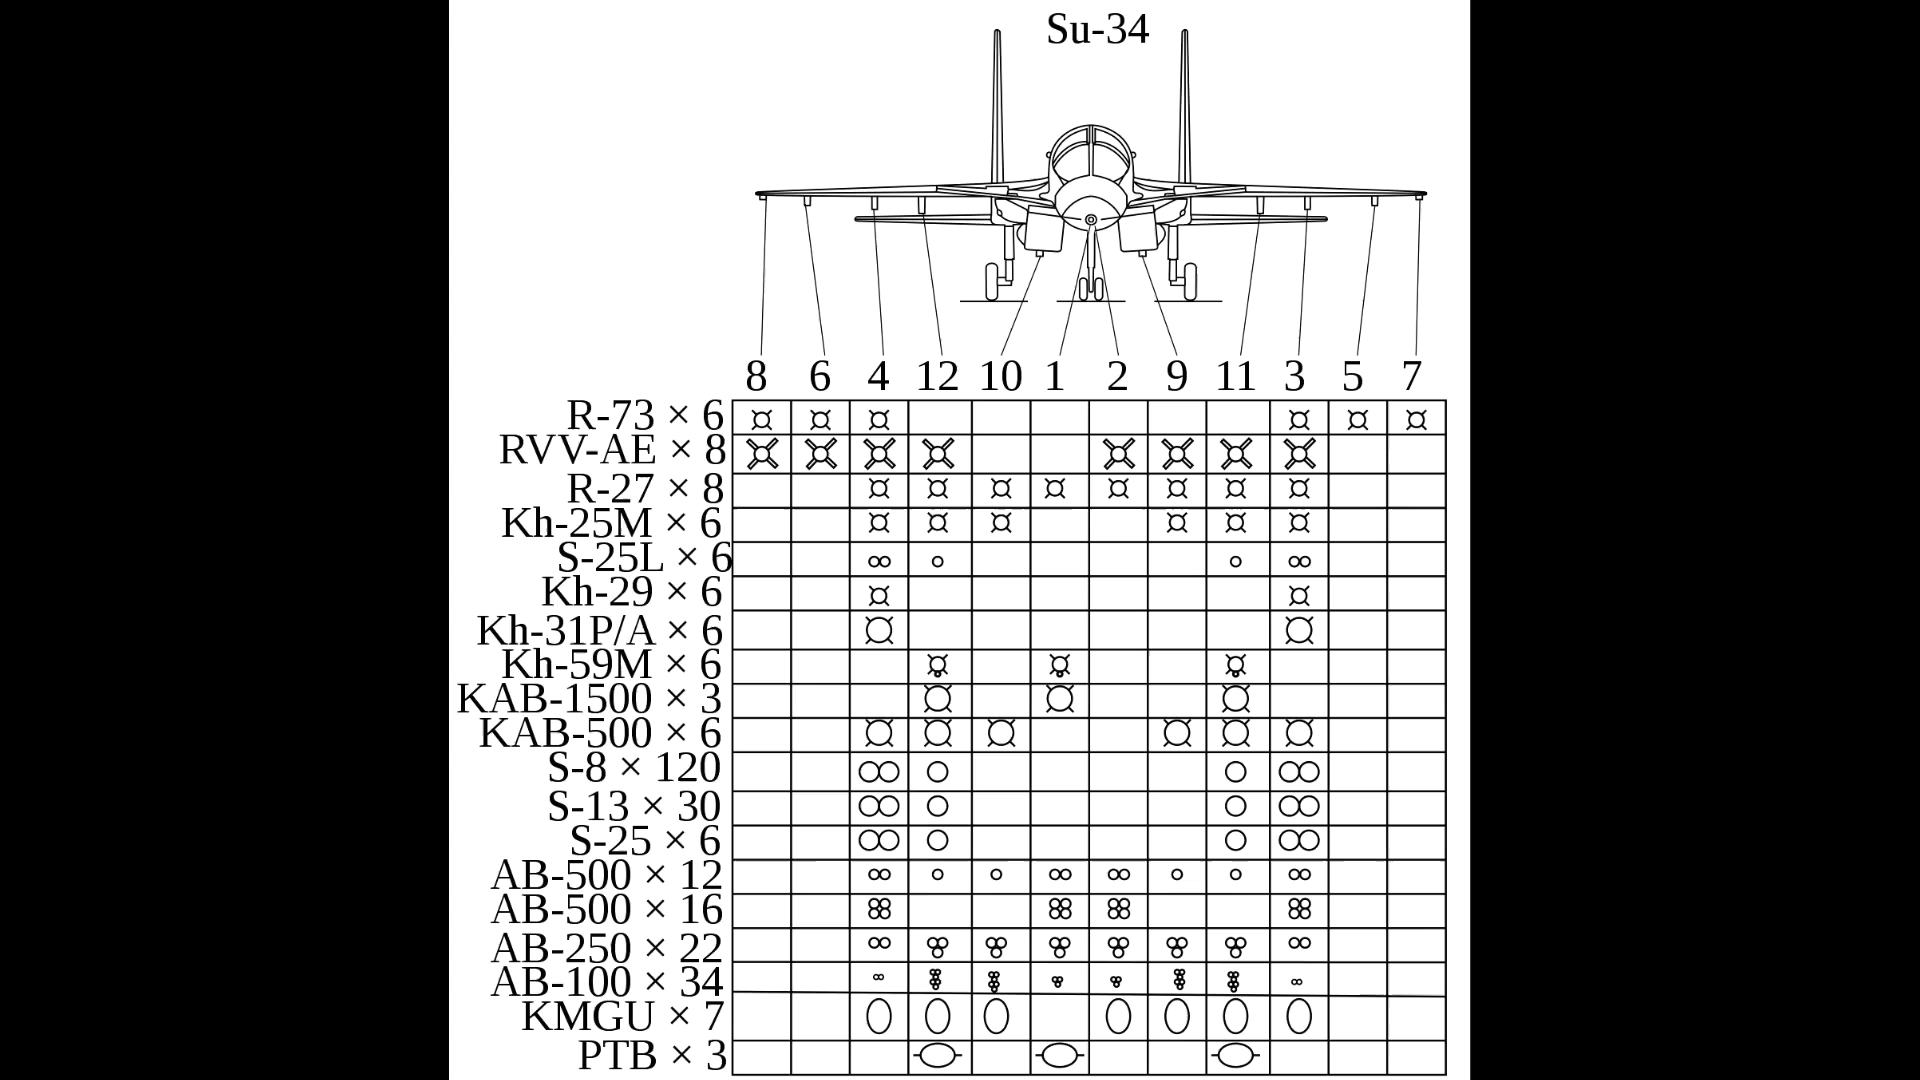 Su-34
8 6 4 12 10 1 2 9 11 3 5 7
R-73 × 6
RVV-AE × 8
R-27 × 8
Kh-25M × 6
S-25L × 6
Kh-29 × 6
Kh-31P/A × 6
Kh-59M × 6
KAB-1500 × 3
KAB-500 × 6
S-8 × 120
S-13 × 30
S-25 × 6
AB-500 × 12
AB-500 × 16
AB-250 × 22
AB-100 × 34
KMGU × 7
PTB × 3